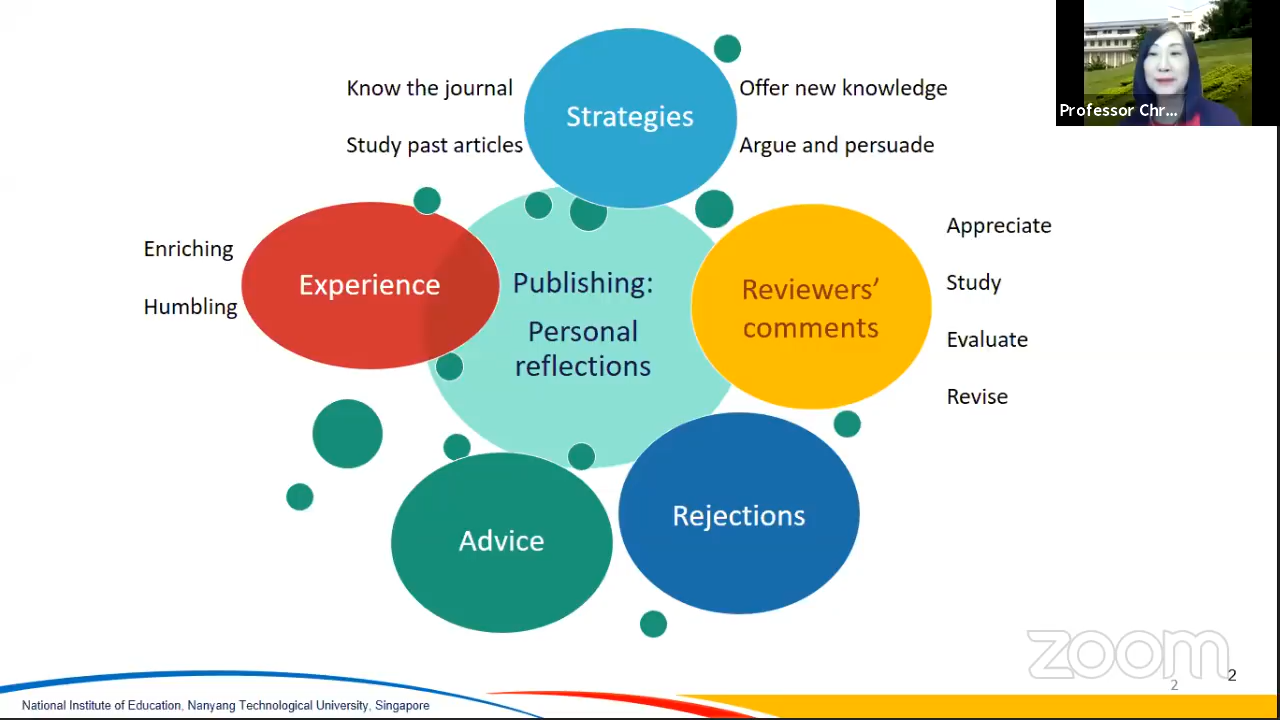 Professor Chr...
Strategies
Know the journal
Study past articles
Offer new knowledge
Argue and persuade
Experience
Enriching
Humbling
Publishing:
Personal
reflections
Reviewers’
comments
Appreciate
Study
Evaluate
Revise
Advice
Rejections
zoom
2
2
National Institute of Education, Nanyang Technological University, Singapore